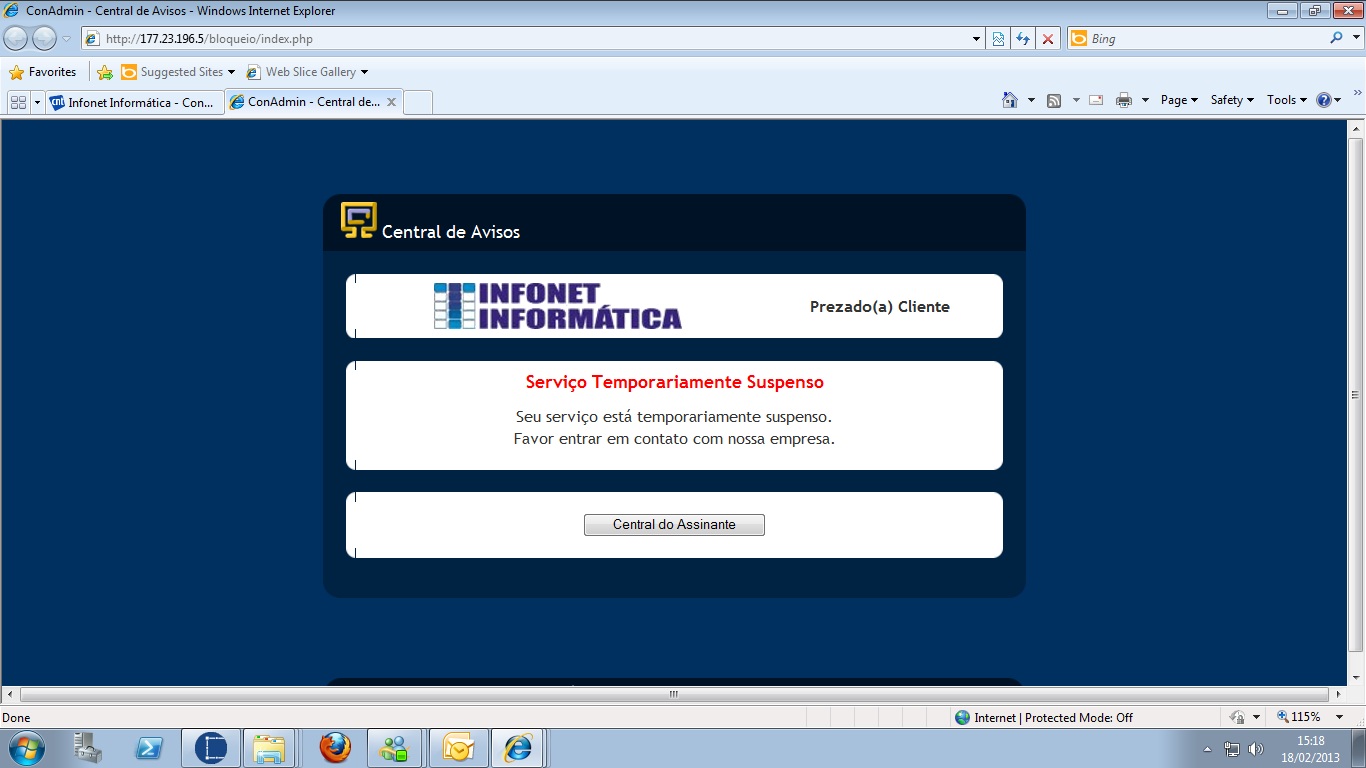 ConAdmin - Central de Avisos - Windows Internet Explorer
http://177.23.196.5/bloqueio/index.php
Bing
Favorites
Suggested Sites
Web Slice Gallery
Infonet Informática - Con...
ConAdmin - Central de...
Page
Safety
Tools
Central de Avisos
INFONET
INFORMÁTICA
Prezado(a) Cliente
Serviço Temporariamente Suspenso
Seu serviço está temporariamente suspenso.
Favor entrar em contato com nossa empresa.
Central do Assinante
Done
Internet | Protected Mode: Off
115%
15:18
18/02/2013